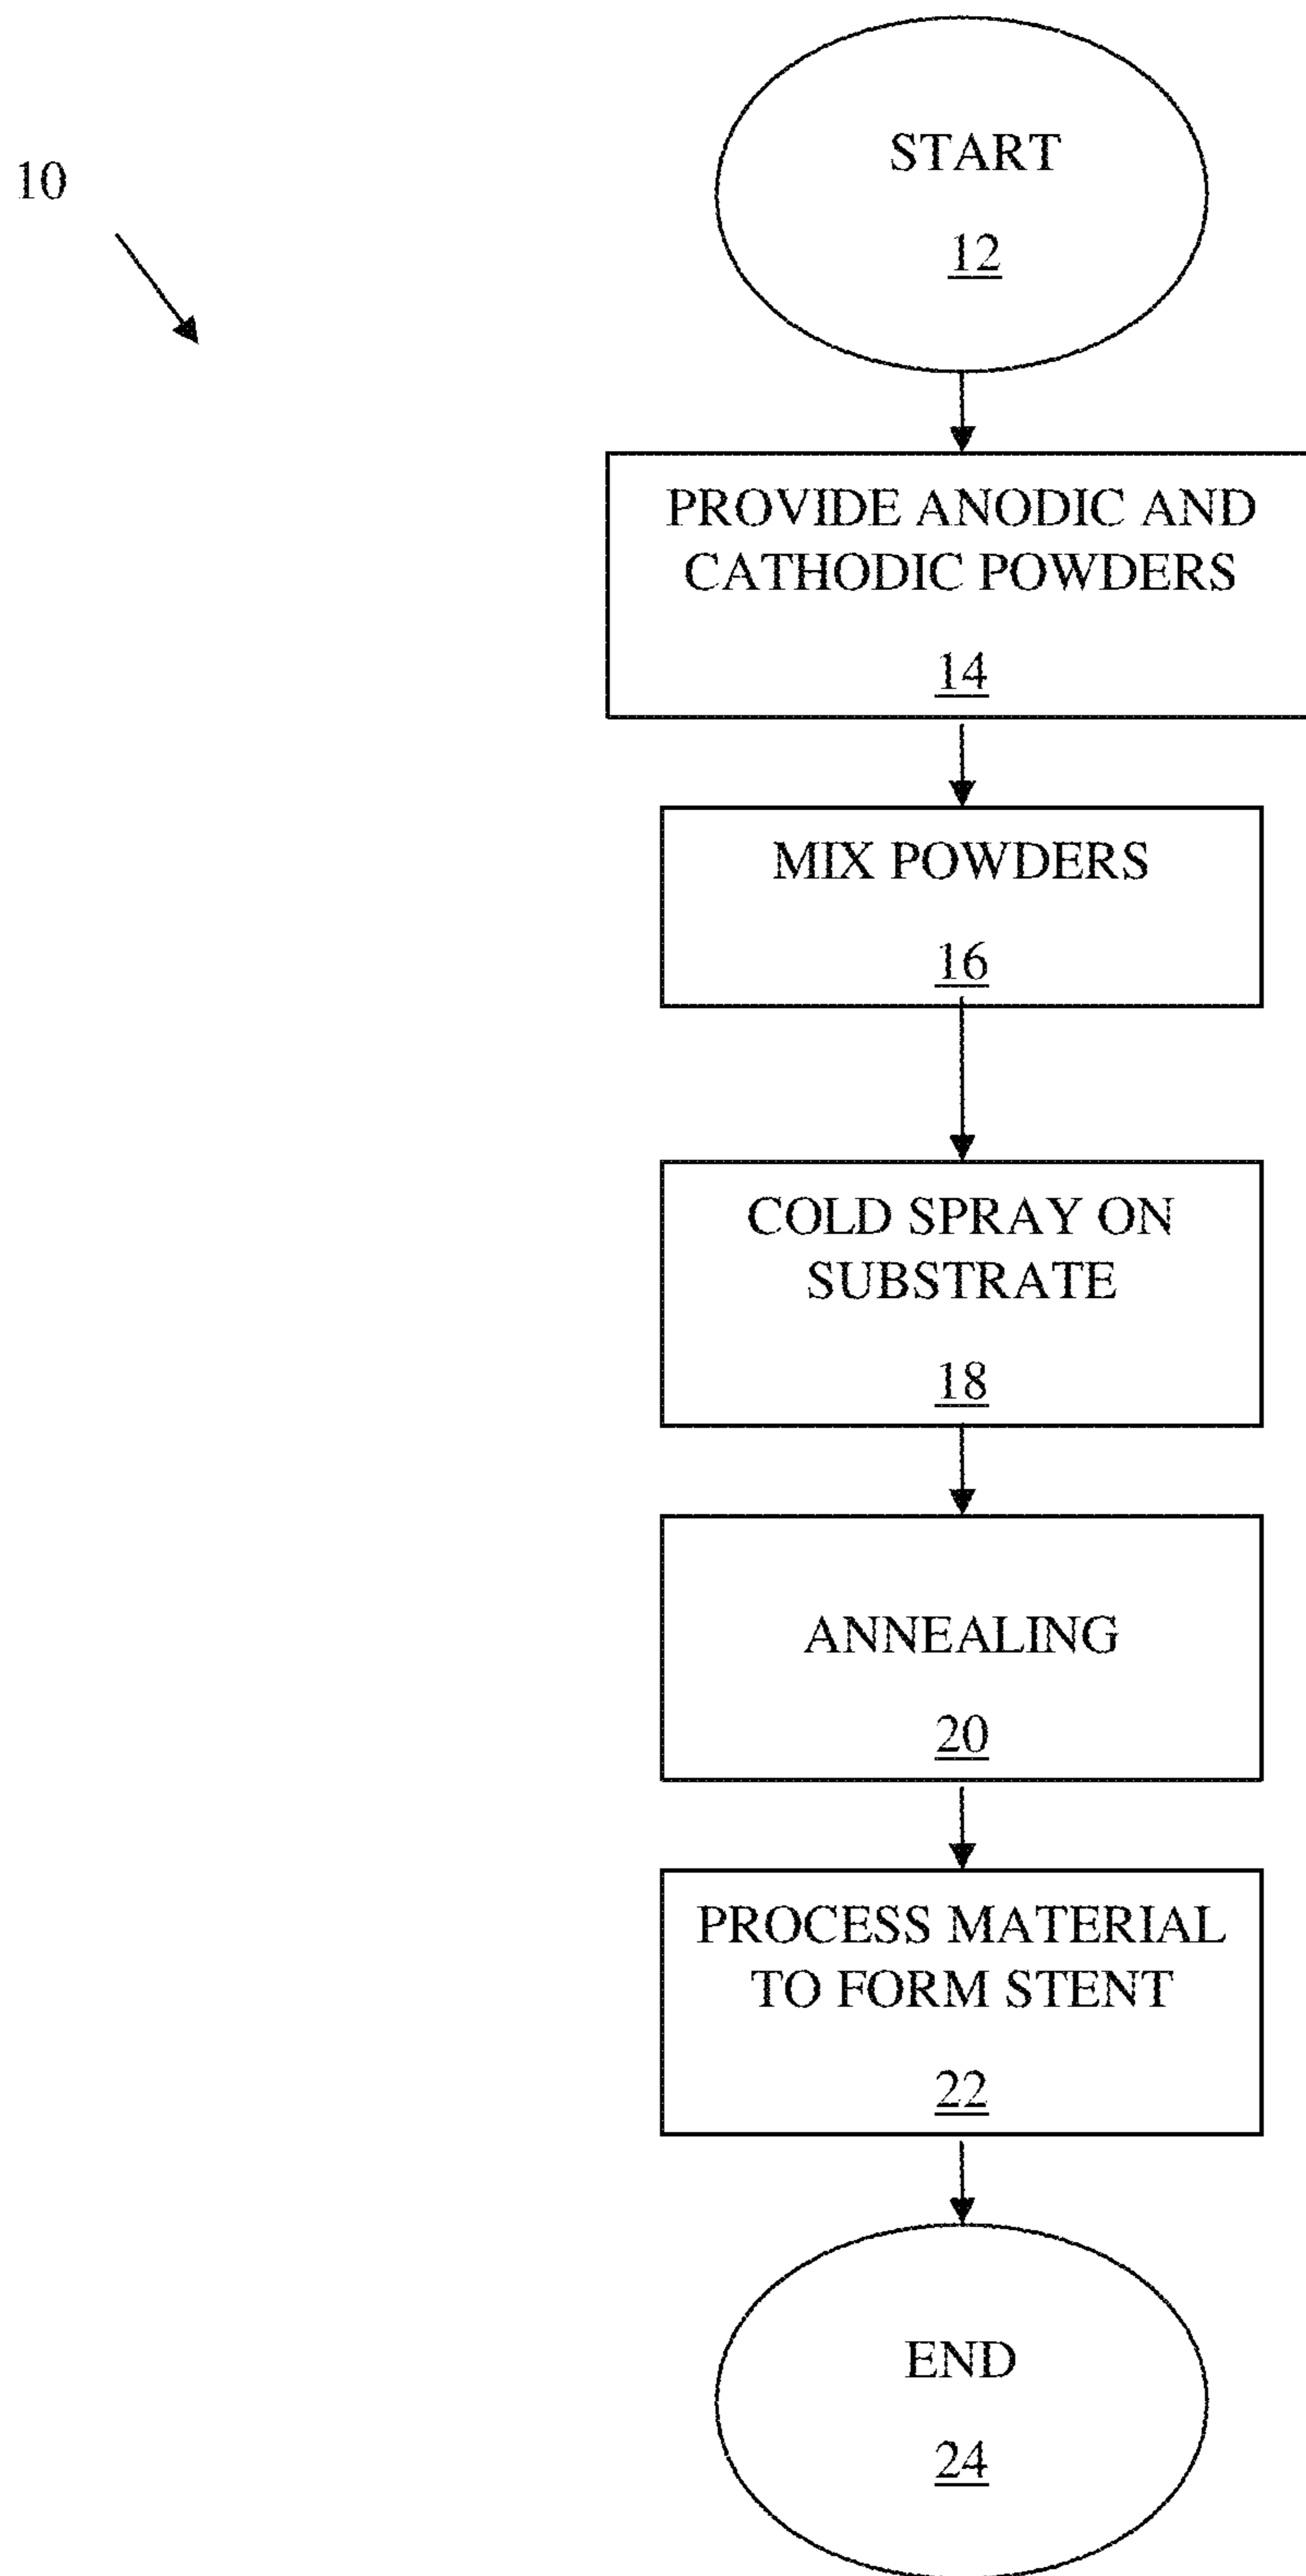 10
START
12
PROVIDE ANODIC AND
CATHODIC POWDERS
14
MIX POWDERS
16
COLD SPRAY ON
SUBSTRATE
18
ANNEALING
20
PROCESS MATERIAL
TO FORM STENT
22
END
24